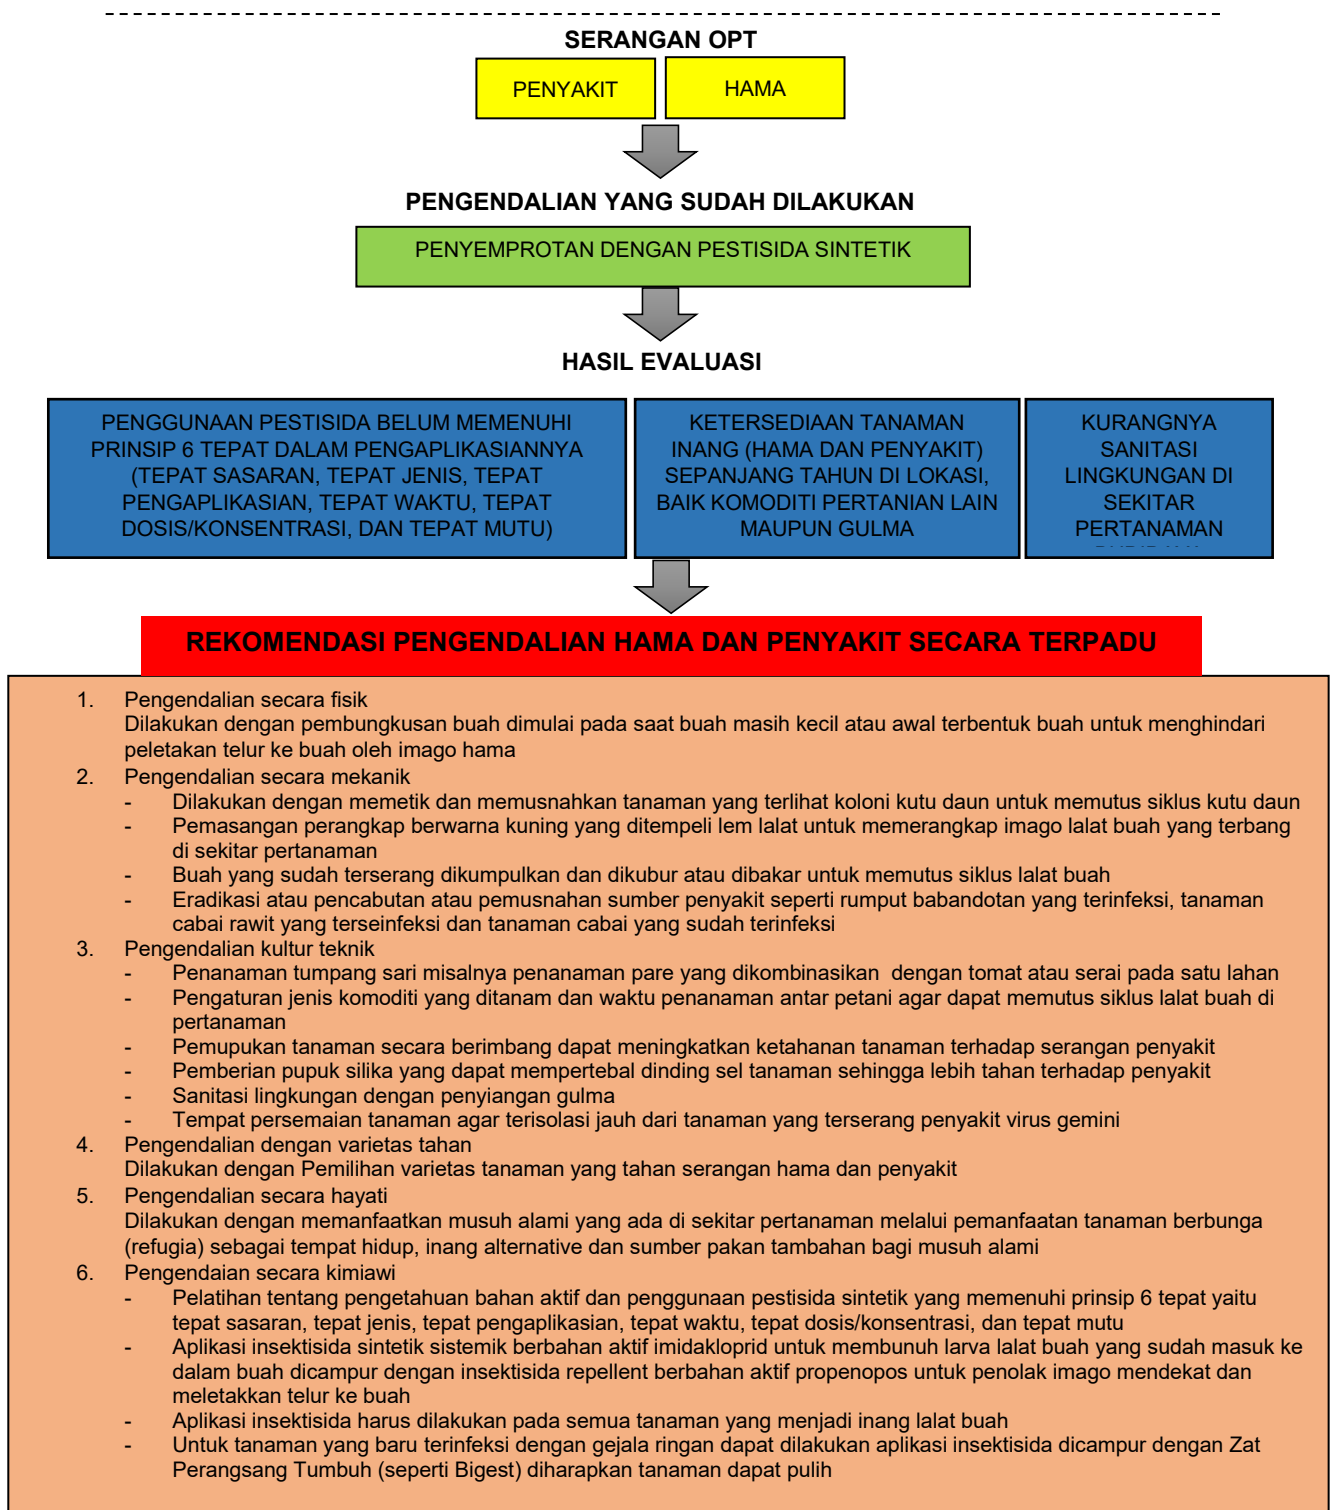 SERANGAN OPT
PENYAKIT
HAMA
PENGENDALIAN YANG SUDAH DILAKUKAN
PENYEMPROTAN DENGAN PESTISIDA SINTETIK
HASIL EVALUASI
PENGGUNAAN PESTISIDA BELUM MEMENUHI
PRINSIP 6 TEPAT DALAM PENGAPLIKASIANNYA
(TEPAT SASARAN, TEPAT JENIS, TEPAT
PENGAPLIKASIAN, TEPAT WAKTU, TEPAT
DOSIS/KONSENTRASI, DAN TEPAT MUTU)
KETERSEDIAAN TANAMAN
INANG (HAMA DAN PENYAKIT)
SEPANJANG TAHUN DI LOKASI,
BAIK KOMODITI PERTANIAN LAIN
MAUPUN GULMA
KURANGNYA
SANITASI
LINGKUNGAN DI
SEKITAR
PERTANAMAN
REKOMENDASI PENGENDALIAN HAMA DAN PENYAKIT SECARA TERPADU
1. Pengendalian secara fisik
Dilakukan dengan pembungkusan buah dimulai pada saat buah masih kecil atau awal terbentuk buah untuk menghindari
peletakan telur ke buah oleh imago hama
2. Pengendalian secara mekanik
- Dilakukan dengan memetik dan memusnahkan tanaman yang terlihat koloni kutu daun untuk memutus siklus kutu daun
- Pemasangan perangkap berwarna kuning yang ditempeli lem lalat untuk memerangkap imago lalat buah yang terbang
di sekitar pertanaman
- Buah yang sudah terserang dikumpulkan dan dikubur atau dibakar untuk memutus siklus lalat buah
- Eradikasi atau pencabutan atau pemusnahan sumber penyakit seperti rumput babandotan yang terinfeksi, tanaman
cabai rawit yang terseinfeksi dan tanaman cabai yang sudah terinfeksi
3. Pengendalian kultur teknik
- Penanaman tumpang sari misalnya penanaman pare yang dikombinasikan dengan tomat atau serai pada satu lahan
- Pengaturan jenis komoditi yang ditanam dan waktu penanaman antar petani agar dapat memutus siklus lalat buah di
pertanaman
- Pemupukan tanaman secara berimbang dapat meningkatkan ketahanan tanaman terhadap serangan penyakit
- Pemberian pupuk silika yang dapat mempertebal dinding sel tanaman sehingga lebih tahan terhadap penyakit
- Sanitasi lingkungan dengan penyiangan gulma
- Tempat persemaian tanaman agar terisolasi jauh dari tanaman yang terserang penyakit virus gemini
4. Pengendalian dengan varietas tahan
Dilakukan dengan Pemilihan varietas tanaman yang tahan serangan hama dan penyakit
5. Pengendalian secara hayati
Dilakukan dengan memanfaatkan musuh alami yang ada di sekitar pertanaman melalui pemanfaatan tanaman berbunga
(refugia) sebagai tempat hidup, inang alternative dan sumber pakan tambahan bagi musuh alami
6. Pengendaian secara kimiawi
- Pelatihan tentang pengetahuan bahan aktif dan penggunaan pestisida sintetik yang memenuhi prinsip 6 tepat yaitu
tepat sasaran, tepat jenis, tepat pengaplikasian, tepat waktu, tepat dosis/konsentrasi, dan tepat mutu
- Aplikasi insektisida sintetik sistemik berbahan aktif imidakloprid untuk membunuh larva lalat buah yang sudah masuk ke
dalam buah dicampur dengan insektisida repellent berbahan aktif propenopos untuk penolak imago mendekat dan
meletakkan telur ke buah
- Aplikasi insektisida harus dilakukan pada semua tanaman yang menjadi inang lalat buah
- Untuk tanaman yang baru terinfeksi dengan gejala ringan dapat dilakukan aplikasi insektisida dicampur dengan Zat
Perangsang Tumbuh (seperti Bigest) diharapkan tanaman dapat pulih